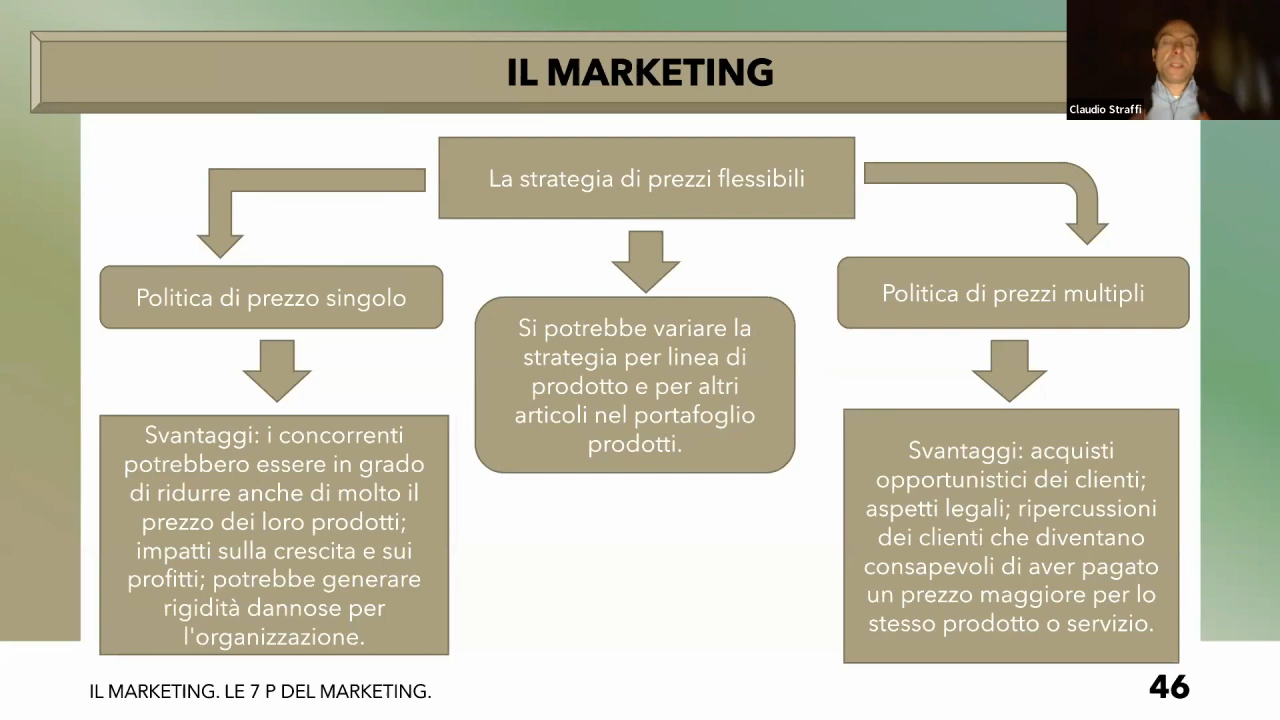 IL MARKETING
Claudio Straffi
La strategia di prezzi flessibili
Politica di prezzo singolo
Svantaggi: i concorrenti
potrebbero essere in grado
di ridurre anche di molto il
prezzo dei loro prodotti;
impatti sulla crescita e sui
profitti; potrebbe generare
rigidità dannose per
l'organizzazione.
Si potrebbe variare la
strategia per linea di
prodotto e per altri
articoli nel portafoglio
prodotti.
Politica di prezzi multipli
Svantaggi: acquisti
opportunistici dei clienti;
aspetti legali; ripercussioni
dei clienti che diventano
consapevoli di aver pagato
un prezzo maggiore per lo
stesso prodotto o servizio.
IL MARKETING. LE 7 P DEL MARKETING.
46